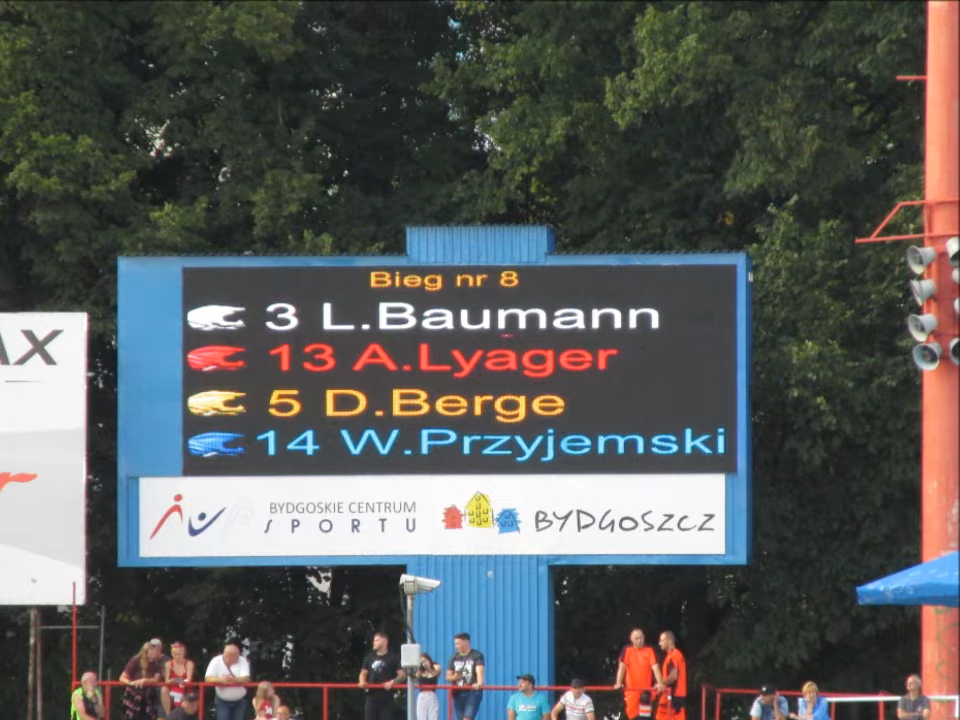 Bieg nr 8
3 L.Baumann
13 A.Lyager
5 D.Berge
14 W.Przyjemski
BYDGOSKIE CENTRUM
SPORTU
BYDGOSZCZ
AX